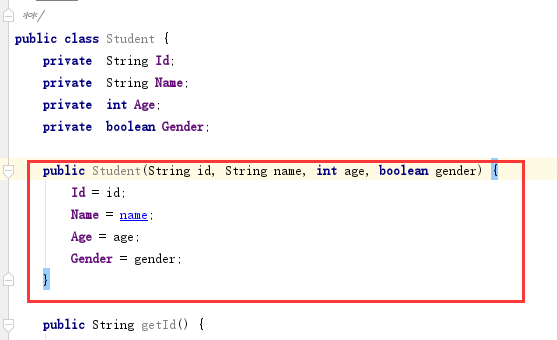 **/
public class Student {
private String Id;
private String Name;
private int Age;
private boolean Gender;
public Student(String id, String name, int age, boolean gender) {
Id = id;
Name = name;
Age = age;
Gender = gender;
}
public String getId() {